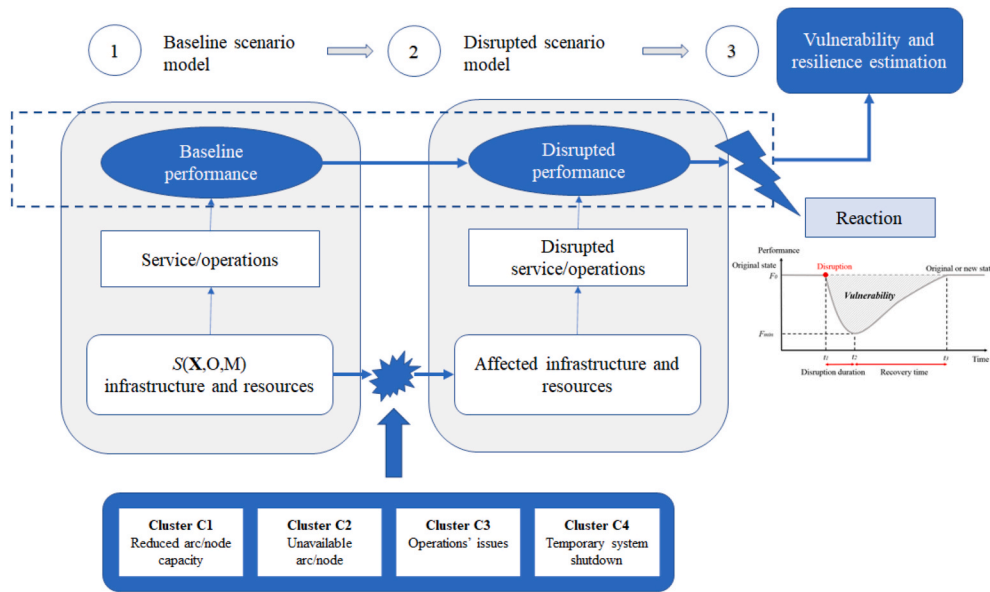 1
Baseline scenario
model
2
Disrupted scenario
model
3
Vulnerability and
resilience estimation
Baseline
performance
Disrupted
performance
Reaction
Service/operations
Disrupted
service/operations
S(X,O,M)
infrastructure and resources
Affected infrastructure and
resources
Performance
Original state
Disruption
Original or new stat
F0
Vulnerability
Fmin
t1
t2
t3
Time
Disruption duration
Recovery time
Cluster C1
Reduced arc/node
capacity
Cluster C2
Unavailable
arc/node
Cluster C3
Operations' issues
Cluster C4
Temporary system
shutdown